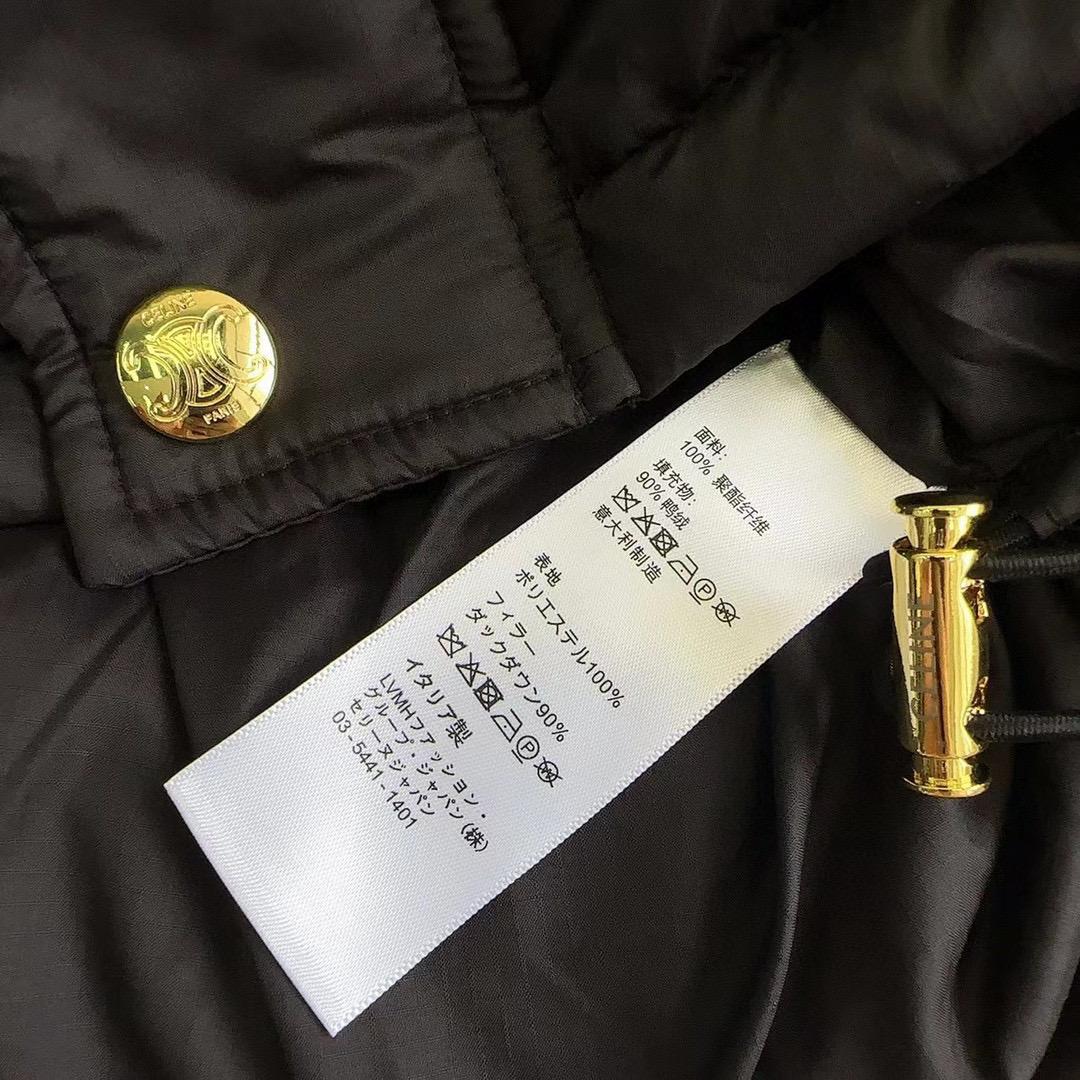 CELINE
PARIS
面料:
100% 聚酯纤维
填充物:
90% 鸭绒
意大利制造
表地
ポリエステル100%
フィラー
ダックダウン90%
イタリア製
LVMHファッション・
グループ・ジャパン(株)
セリーヌジャパン
03-5441-1401
CELINE